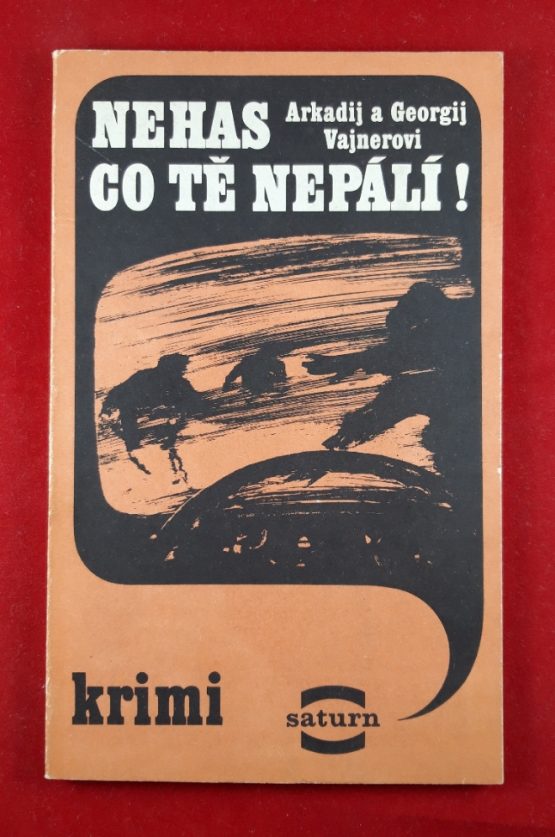 NEHAS
Arkadij a Georgij
Vajnerovi
CO TĚ NEPÁLÍ!
krimi
saturn